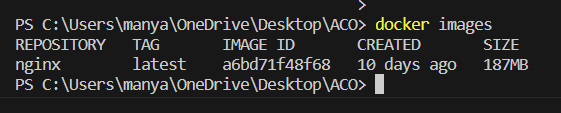 >
PS C:\Users\manya\OneDrive\Desktop\ACO> docker images
REPOSITORY   TAG       IMAGE ID       CREATED       SIZE
nginx        latest    a6bd71f48f68   10 days ago   187MB
PS C:\Users\manya\OneDrive\Desktop\ACO>